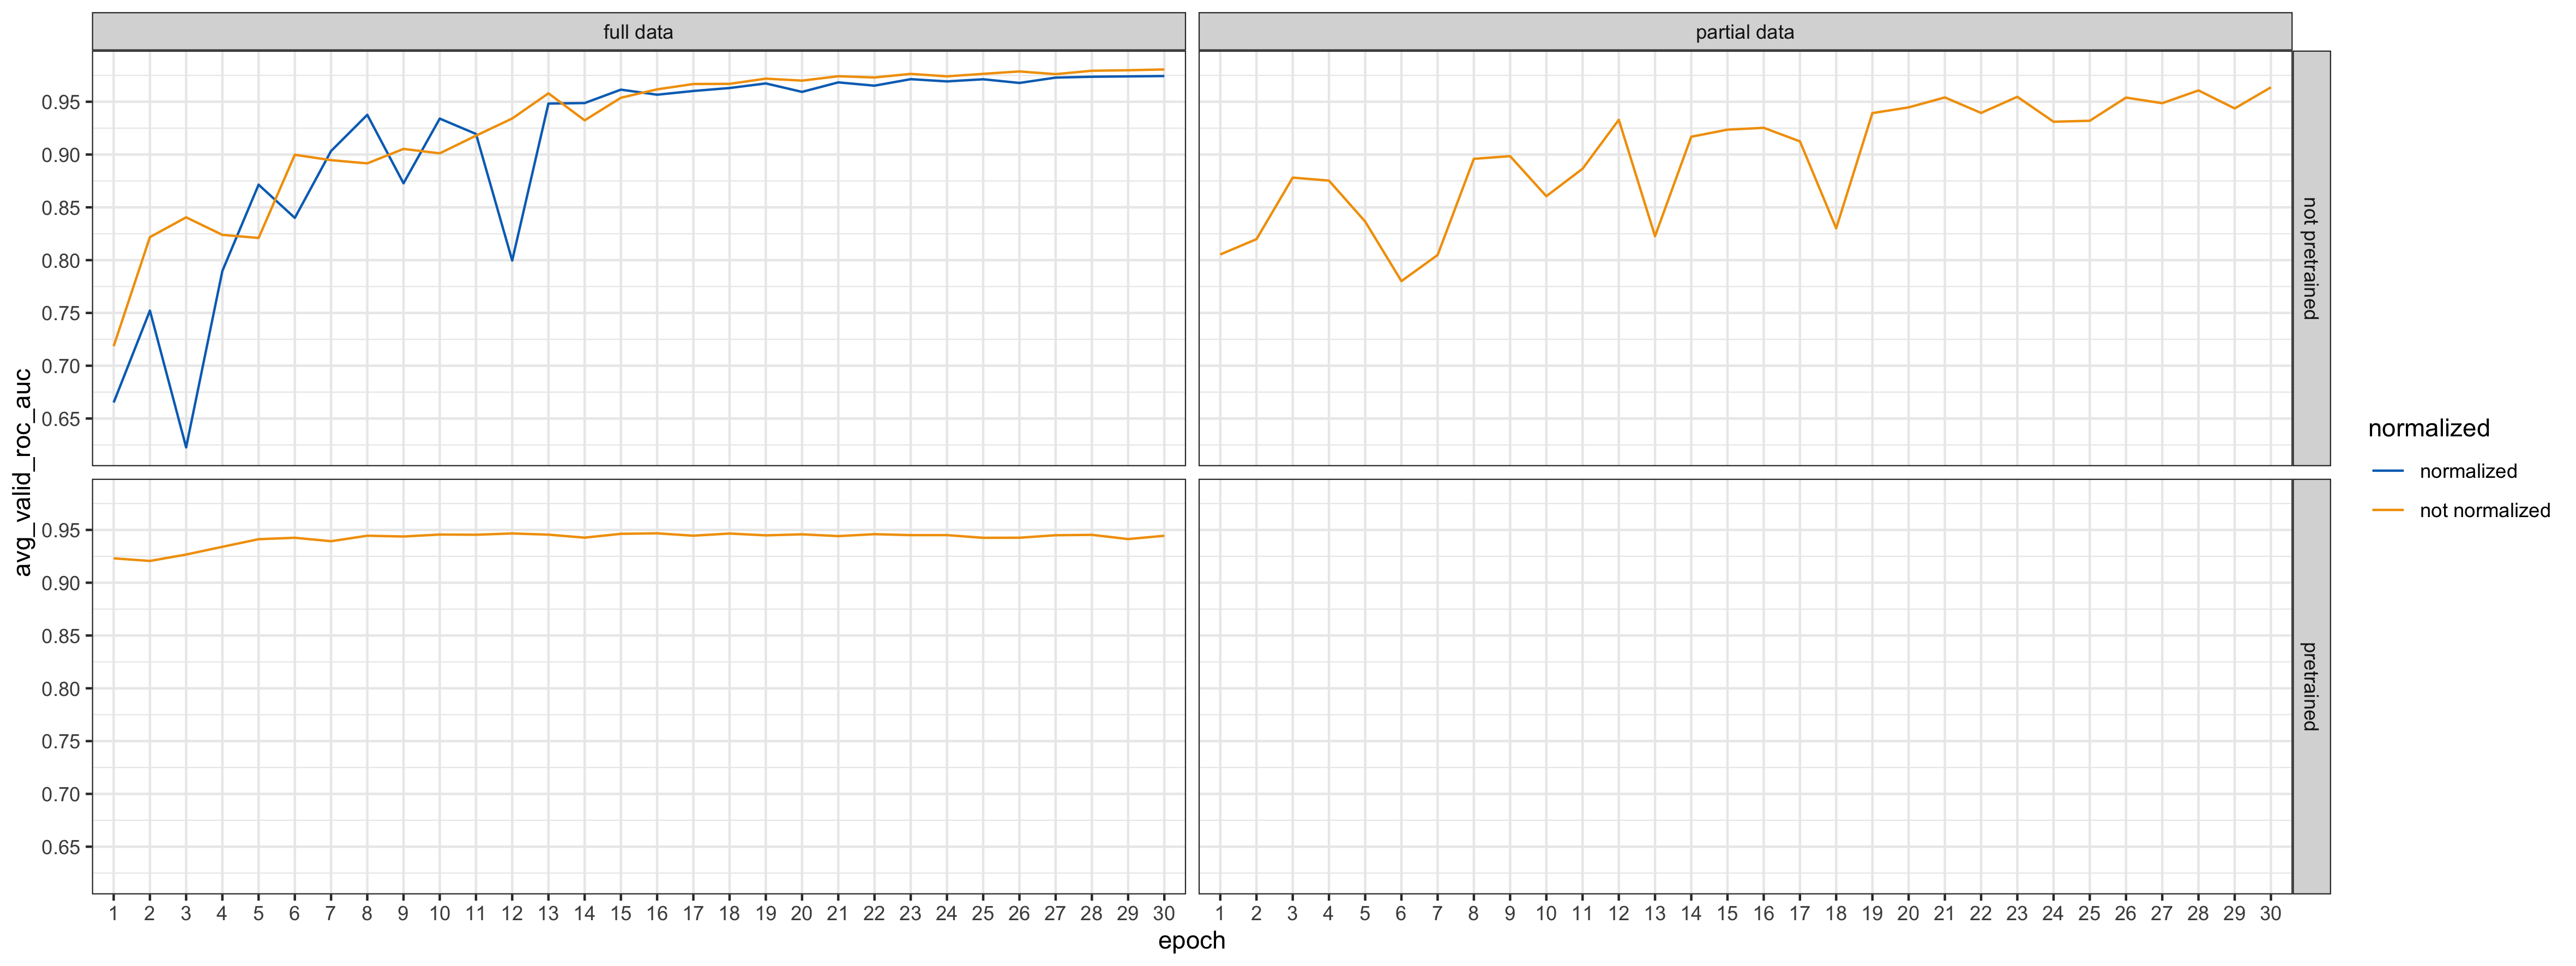 full data
partial data
0.95
0.90
0.85
0.80
0.75
0.70
0.65
not pretrained
0.95
0.90
0.85
0.80
0.75
0.70
0.65
pretrained
avg_valid_roc_auc
1 2 3 4 5 6 7 8 9 10 11 12 13 14 15 16 17 18 19 20 21 22 23 24 25 26 27 28 29 30
1 2 3 4 5 6 7 8 9 10 11 12 13 14 15 16 17 18 19 20 21 22 23 24 25 26 27 28 29 30
epoch
normalized
normalized
not normalized